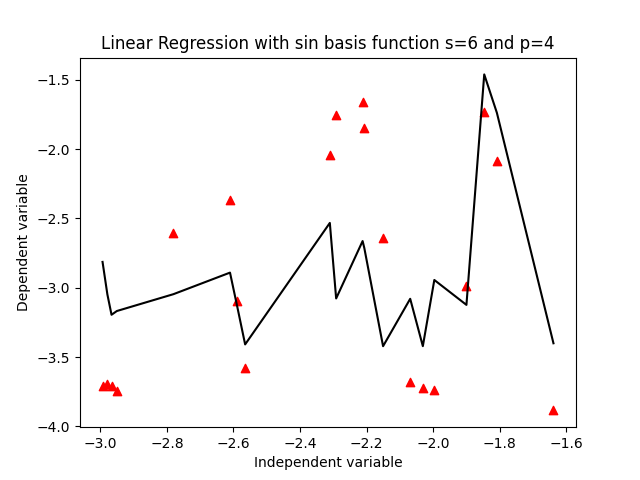 Linear Regression with sin basis function s=6 and p=4
−1.5
−2.0
−2.5
−3.0
−3.5
−4.0
Dependent variable
−3.0 −2.8 −2.6 −2.4 −2.2 −2.0 −1.8 −1.6
Independent variable